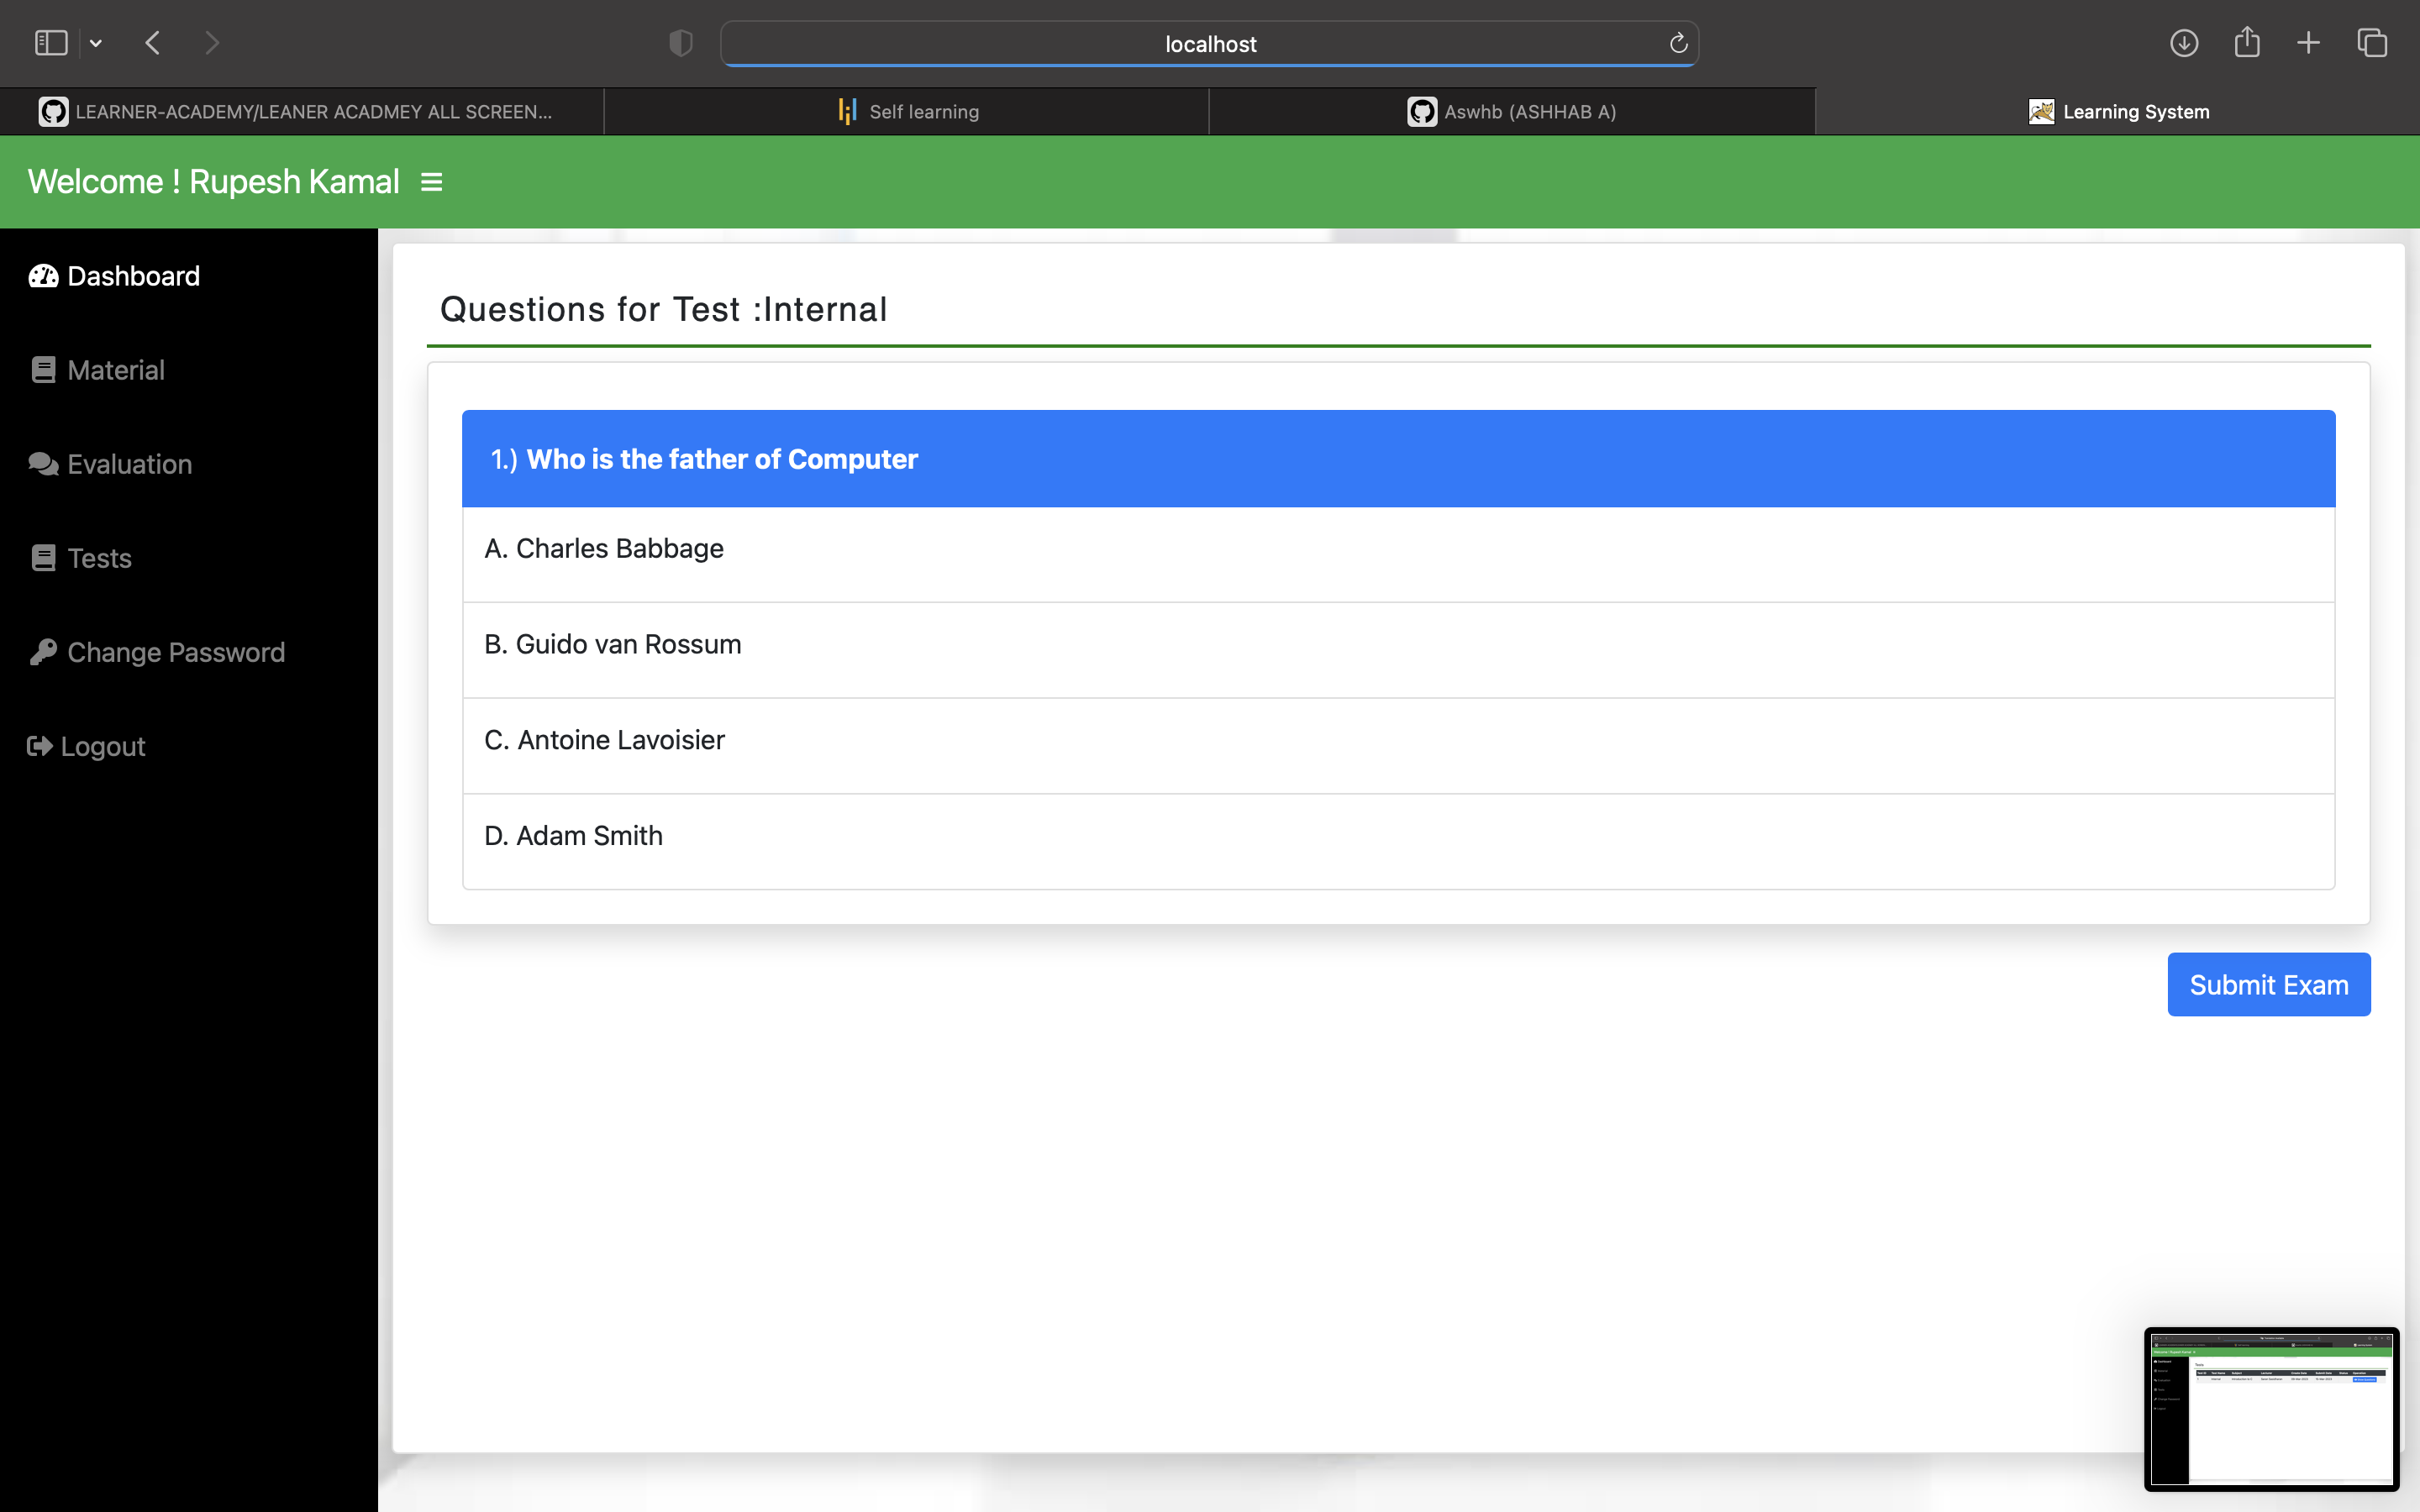 localhost
LEARNER-ACADEMY/LEANER ACADMEY ALL SCREEN...
Self learning
Aswhb (ASHHAB A)
Learning System
Welcome ! Rupesh Kamal
Dashboard
Material
Evaluation
Tests
Change Password
Logout
Questions for Test :Internal
1.) Who is the father of Computer
A. Charles Babbage
B. Guido van Rossum
C. Antoine Lavoisier
D. Adam Smith
Submit Exam